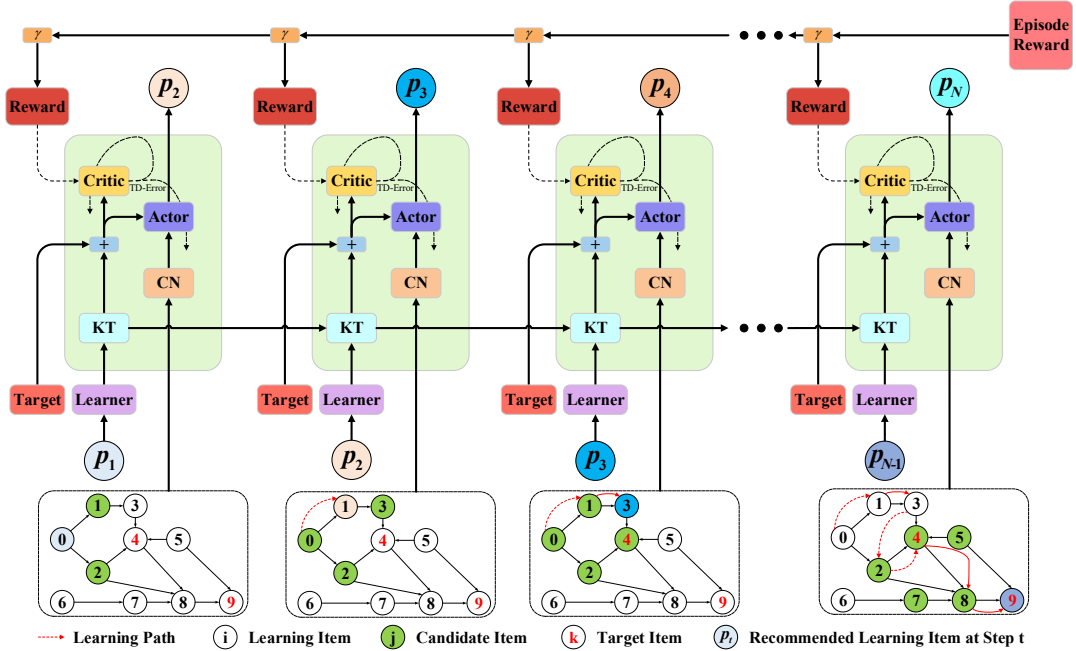 Episode
Reward
γ γ γ γ
Reward p2 Reward p3 Reward p4 Reward pN
Critic Critic Critic Critic
TD-Error TD-Error TD-Error TD-Error
Actor Actor Actor Actor
+ + + +
CN CN CN CN
KT KT KT KT
Target Learner Target Learner Target Learner Target Learner
p1 p2 p3 pN-1
1 3 1 3 1 3 1 3
0 4 5 0 4 5 0 4 5 0 4 5
2 2 2 2
6 7 8 9 6 7 8 9 6 7 8 9 6 7 8 9
Learning Path i Learning Item j Candidate Item k Target Item pt Recommended Learning Item at Step t